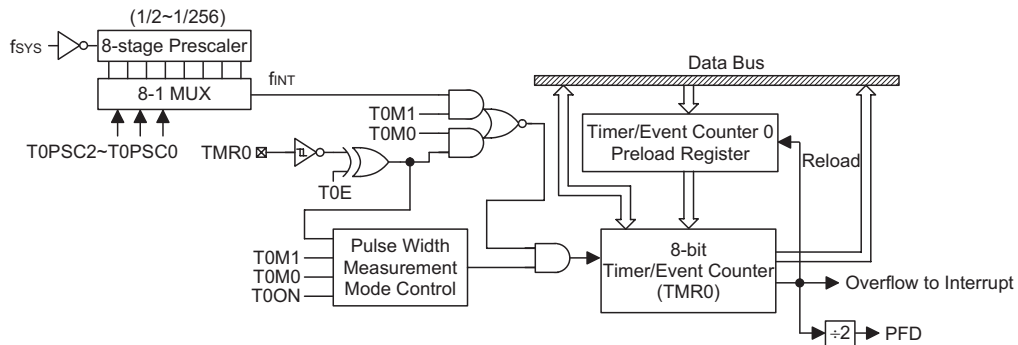 (1/2~1/256)
fSYS
8-stage Prescaler
8-1 MUX
fINT
T0PSC2~T0PSC0
T0M1
T0M0
TMR0
T0E
T0M1
T0M0
T0ON
Pulse Width
Measurement
Mode Control
Data Bus
Timer/Event Counter 0
Preload Register
Reload
8-bit
Timer/Event Counter
(TMR0)
Overflow to Interrupt
÷2
PFD